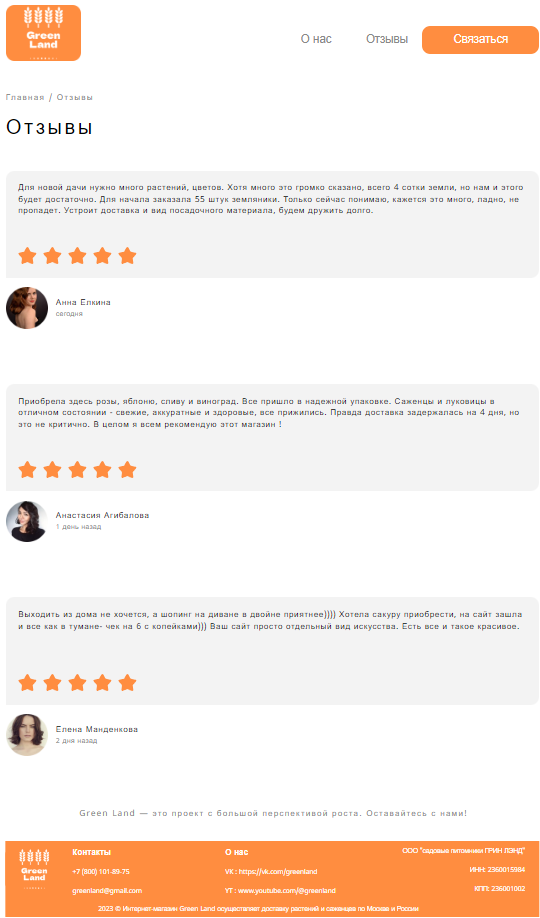 Green
Land
О нас
Отзывы
Связаться
Главная / Отзывы
Отзывы
Для новой дачи нужно много растений, цветов. Хотя много это громко сказано, всего 4 сотки земли, но нам и этого
будет достаточно. Для начала заказала 55 штук земляники. Только сейчас понимаю, кажется это много, ладно, не
пропадет. Устроит доставка и вид посадочного материала, будем дружить долго.
Анна Елкина
сегодня
Приобрела здесь розы, яблоню, сливу и виноград. Все пришло в надежной упаковке. Саженцы и луковицы в
отличном состоянии - свежие, аккуратные и здоровые, все прижились. Правда доставка задержалась на 4 дня, но
это не критично. В целом я всем рекомендую этот магазин !
Анастасия Агибалова
1 день назад
Выходить из дома не хочется, а шопинг на диване в двойне приятнее)))) Хотела сакуру приобрести, на сайт зашла
и все как в тумане- чек на 6 с копейками))) Ваш сайт просто отдельный вид искусства. Есть все и такое красивое.
Елена Манденкова
2 дня назад
Green Land — это проект с большой перспективой роста. Оставайтесь с нами!
Green
Land
Контакты
+7 (800) 101-89-75
greenland@gmail.com
О нас
VK : https://vk.com/greenland
YT : www.youtube.com/@greenland
ООО "садовые питомники ГРИН ЛЭНД"
ИНН: 2360015984
КПП: 236001002
2023 © Интернет-магазин Green Land осуществляет доставку растений и саженцев по Москве и России